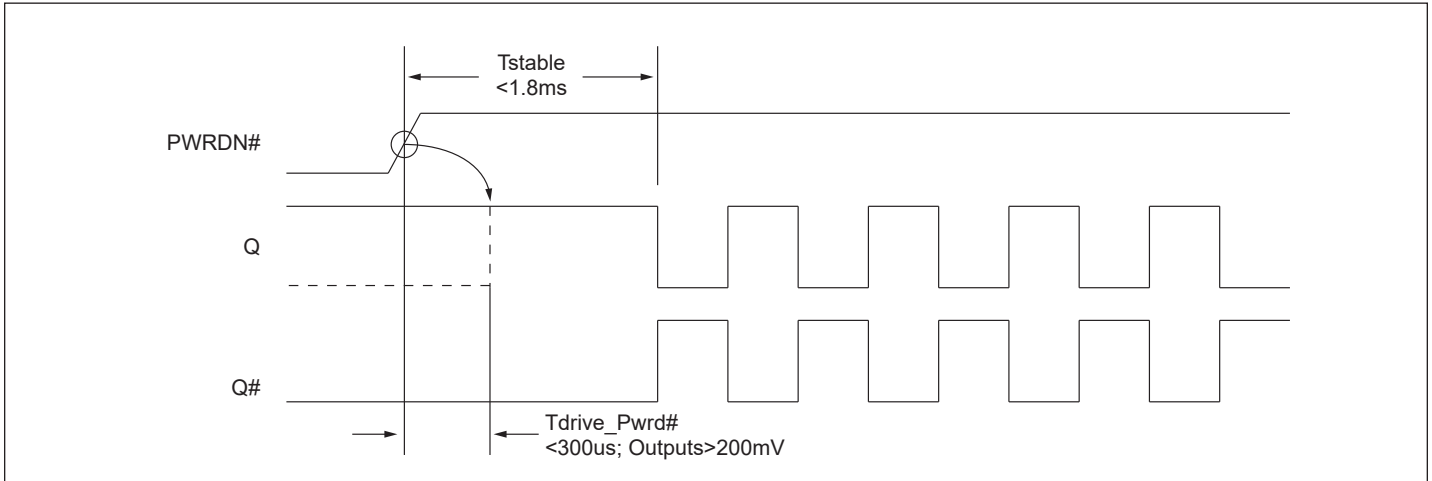 Tstable
<1.8ms
PWRDN#
Q
Q#
Tdrive_Pwrd#
<300us; Outputs>200mV